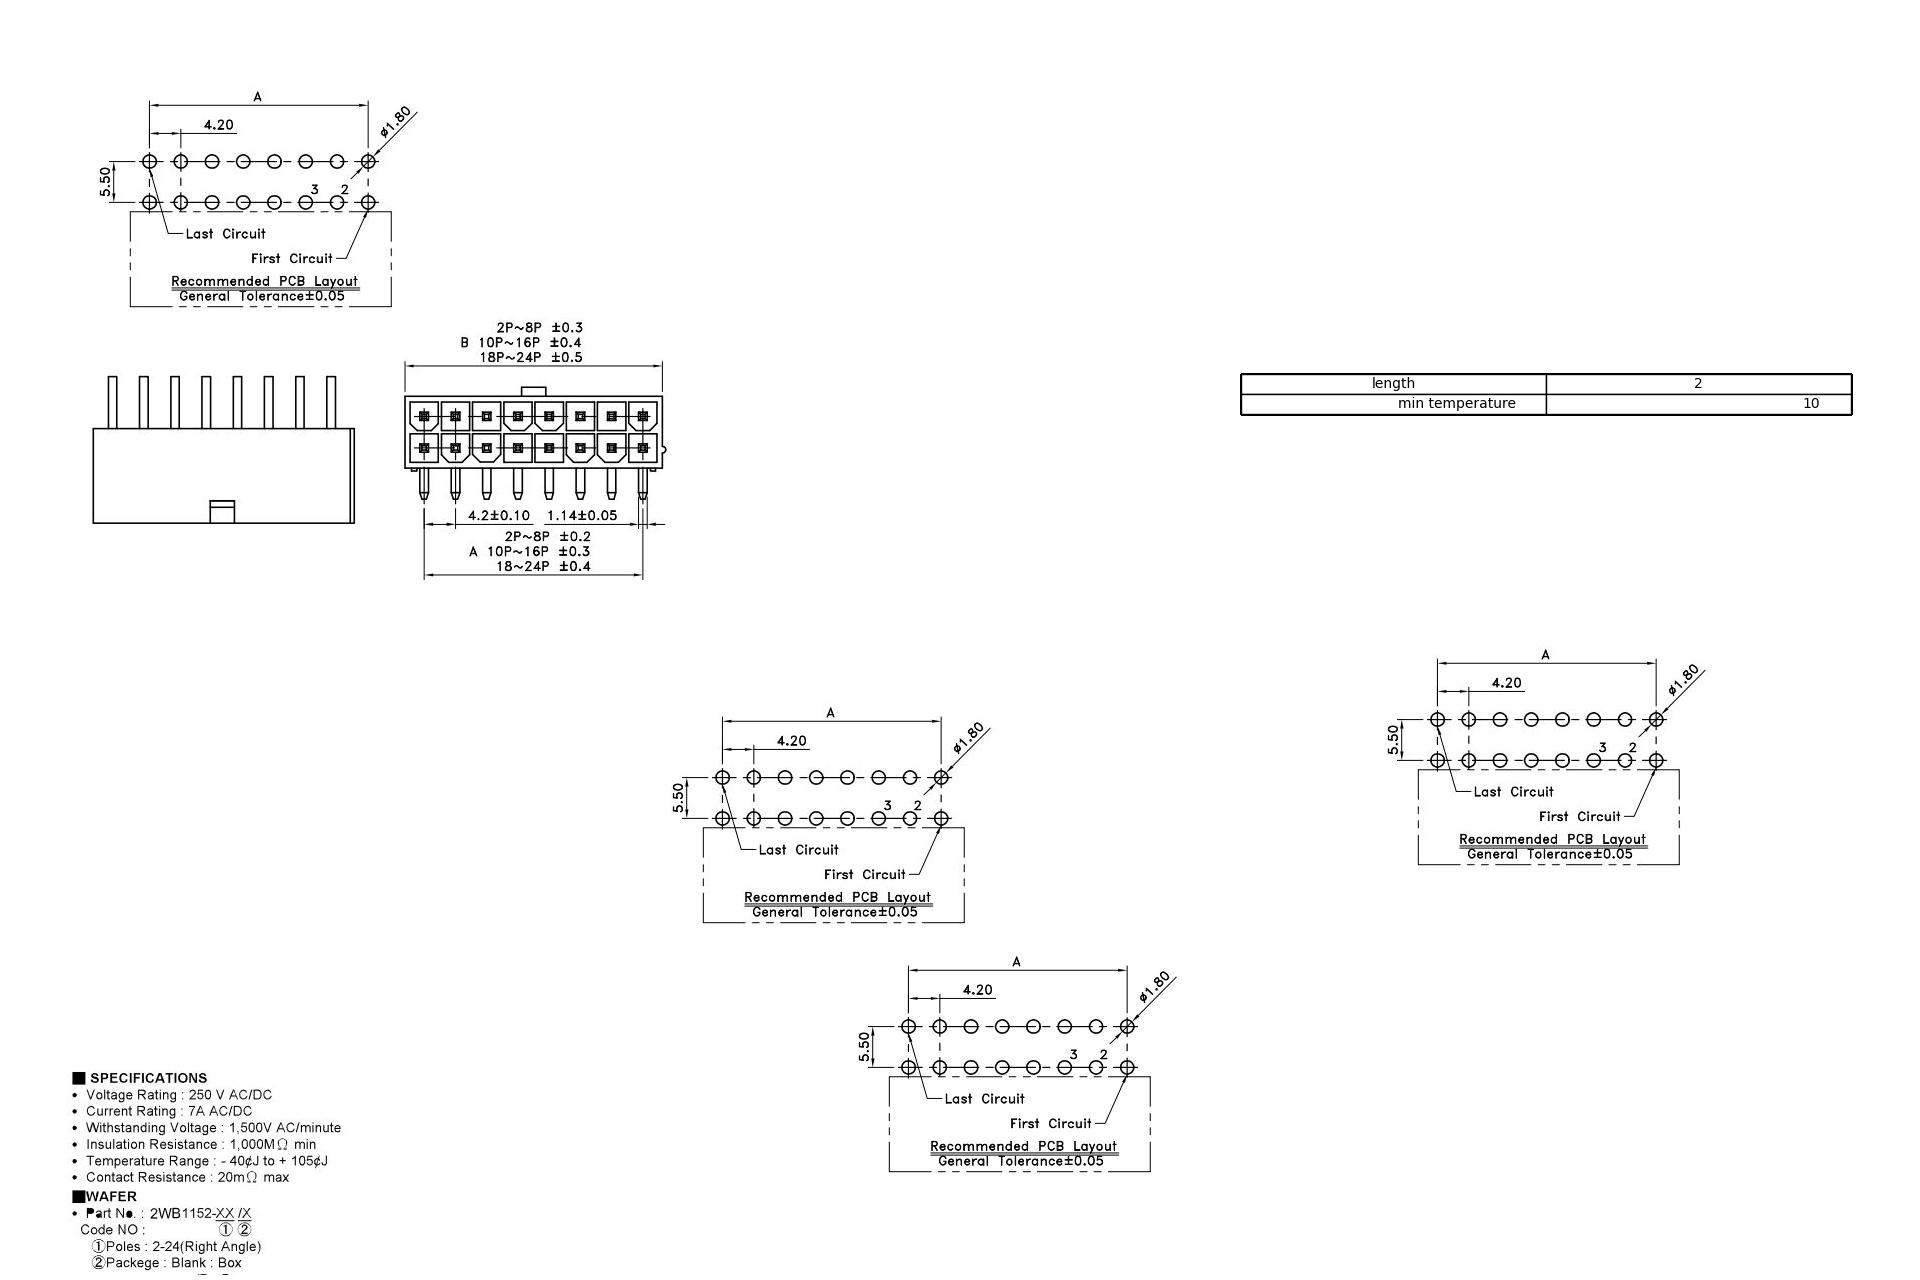 A
4.20
ø1.80
5.50
3 2
Last Circuit
First Circuit
Recommended PCB Layout
General Tolerance±0.05
2P~8P ±0.3
B 10P~16P ±0.4
18P~24P ±0.5
4.2±0.10 1.14±0.05
2P~8P ±0.2
A 10P~16P ±0.3
18~24P ±0.4
length 2
min temperature 10
A
4.20
ø1.80
5.50
3 2
Last Circuit
First Circuit
Recommended PCB Layout
General Tolerance±0.05
A
4.20
ø1.80
5.50
3 2
Last Circuit
First Circuit
Recommended PCB Layout
General Tolerance±0.05
A
4.20
ø1.80
5.50
3 2
Last Circuit
First Circuit
Recommended PCB Layout
General Tolerance±0.05
■ SPECIFICATIONS
• Voltage Rating : 250 V AC/DC
• Current Rating : 7A AC/DC
• Withstanding Voltage : 1,500V AC/minute
• Insulation Resistance : 1,000MΩ min
• Temperature Range : - 40¢J to + 105¢J
• Contact Resistance : 20mΩ max
■WAFER
• Part No. : 2WB1152-XX /X
Code NO : ① ②
①Poles : 2-24(Right Angle)
②Packege : Blank : Box